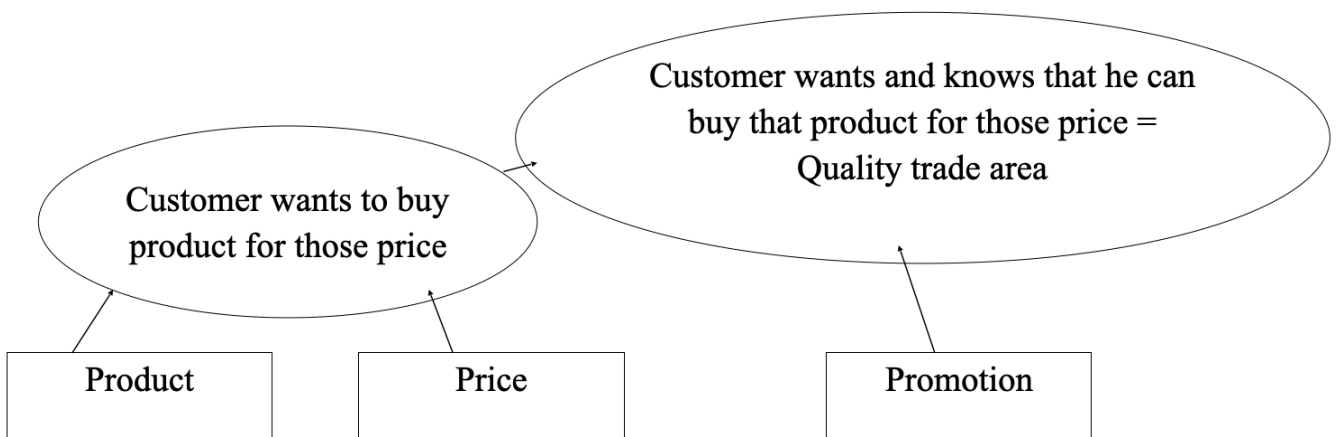 Customer wants and knows that he can
buy that product for those price =
Quality trade area
Customer wants to buy
product for those price
Product
Price
Promotion